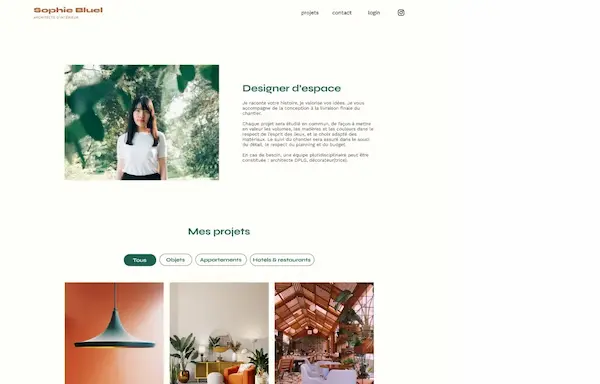 Sophie Bluel
ARCHITECTE D'INTÉRIEUR
projets
contact
login
Designer d'espace
Je raconte votre histoire, je valorise vos idées. Je vous
accompagne de la conception à la livraison finale du
chantier.
Chaque projet sera étudié en commun, de façon à mettre
en valeur les volumes, les matières et les couleurs dans le
respect de l'esprit des lieux, et le choix adapté des
matériaux. Le suivi du chantier sera assuré dans le souci
du détail, le respect du planning et du budget.
En cas de besoin, une équipe pluridisciplinaire peut être
constituée : architecte DPLG, décorateur(trice).
Mes projets
Tous
Objets
Appartements
Hotels & restaurants